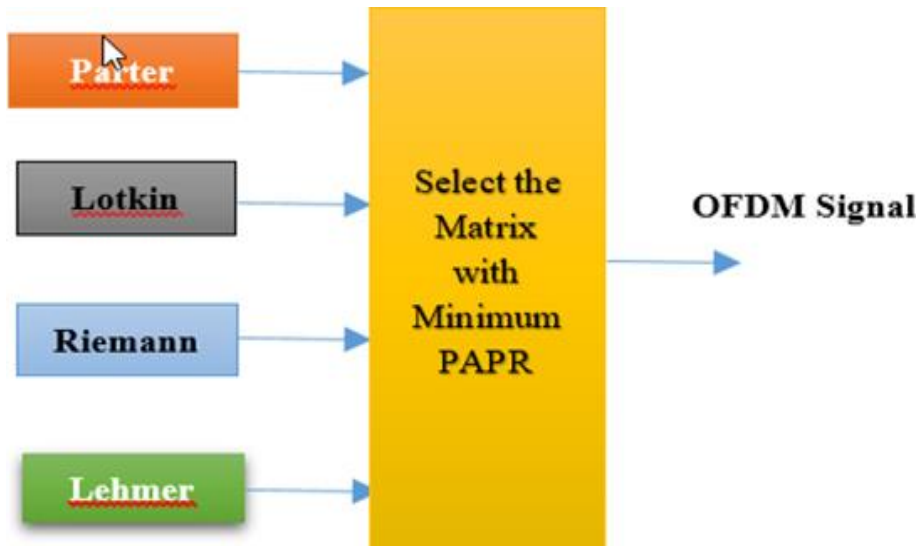 Parter
Lotkin
Riemann
Lehmer
Select the
Matrix
with
Minimum
PAPR
OFDM Signal